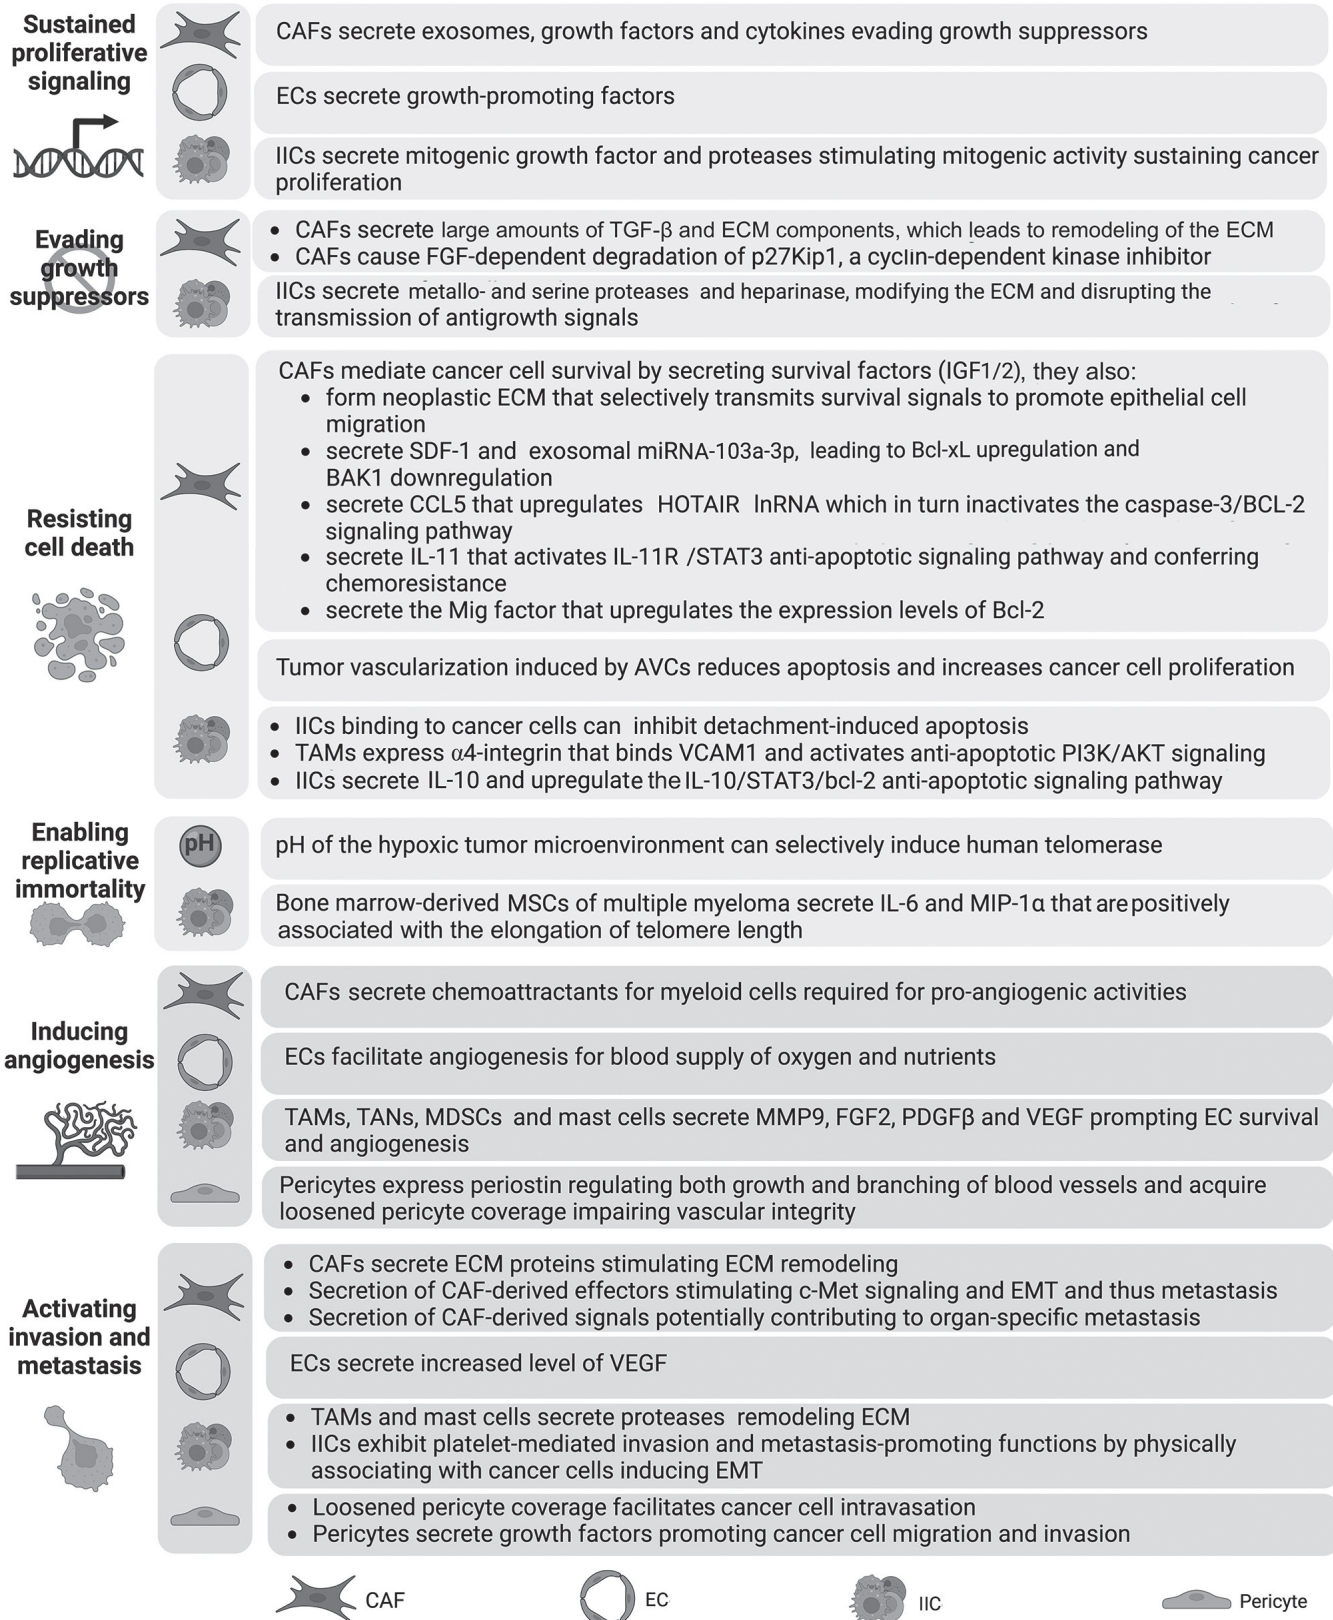 Sustained
proliferative
signaling
CAFs secrete exosomes, growth factors and cytokines evading growth suppressors
ECs secrete growth-promoting factors
IICs secrete mitogenic growth factor and proteases stimulating mitogenic activity sustaining cancer
proliferation
Evading
growth
suppressors
• CAFs secrete large amounts of TGF-β and ECM components, which leads to remodeling of the ECM
• CAFs cause FGF-dependent degradation of p27Kip1, a cyclin-dependent kinase inhibitor
IICs secrete metallo- and serine proteases and heparinase, modifying the ECM and disrupting the
transmission of antigrowth signals
Resisting
cell death
CAFs mediate cancer cell survival by secreting survival factors (IGF1/2), they also:
• form neoplastic ECM that selectively transmits survival signals to promote epithelial cell
migration
• secrete SDF-1 and exosomal miRNA-103a-3p, leading to Bcl-xL upregulation and
BAK1 downregulation
• secrete CCL5 that upregulates HOTAIR lnRNA which in turn inactivates the caspase-3/BCL-2
signaling pathway
• secrete IL-11 that activates IL-11R /STAT3 anti-apoptotic signaling pathway and conferring
chemoresistance
• secrete the Mig factor that upregulates the expression levels of Bcl-2
Tumor vascularization induced by AVCs reduces apoptosis and increases cancer cell proliferation
• IICs binding to cancer cells can inhibit detachment-induced apoptosis
• TAMs express α4-integrin that binds VCAM1 and activates anti-apoptotic PI3K/AKT signaling
• IICs secrete IL-10 and upregulate the IL-10/STAT3/bcl-2 anti-apoptotic signaling pathway
Enabling
replicative
immortality
pH
pH of the hypoxic tumor microenvironment can selectively induce human telomerase
Bone marrow-derived MSCs of multiple myeloma secrete IL-6 and MIP-1α that are positively
associated with the elongation of telomere length
Inducing
angiogenesis
CAFs secrete chemoattractants for myeloid cells required for pro-angiogenic activities
ECs facilitate angiogenesis for blood supply of oxygen and nutrients
TAMs, TANs, MDSCs and mast cells secrete MMP9, FGF2, PDGFβ and VEGF prompting EC survival
and angiogenesis
Pericytes express periostin regulating both growth and branching of blood vessels and acquire
loosened pericyte coverage impairing vascular integrity
Activating
invasion and
metastasis
• CAFs secrete ECM proteins stimulating ECM remodeling
• Secretion of CAF-derived effectors stimulating c-Met signaling and EMT and thus metastasis
• Secretion of CAF-derived signals potentially contributing to organ-specific metastasis
ECs secrete increased level of VEGF
• TAMs and mast cells secrete proteases remodeling ECM
• IICs exhibit platelet-mediated invasion and metastasis-promoting functions by physically
associating with cancer cells inducing EMT
• Loosened pericyte coverage facilitates cancer cell intravasation
• Pericytes secrete growth factors promoting cancer cell migration and invasion
CAF
EC
IIC
Pericyte